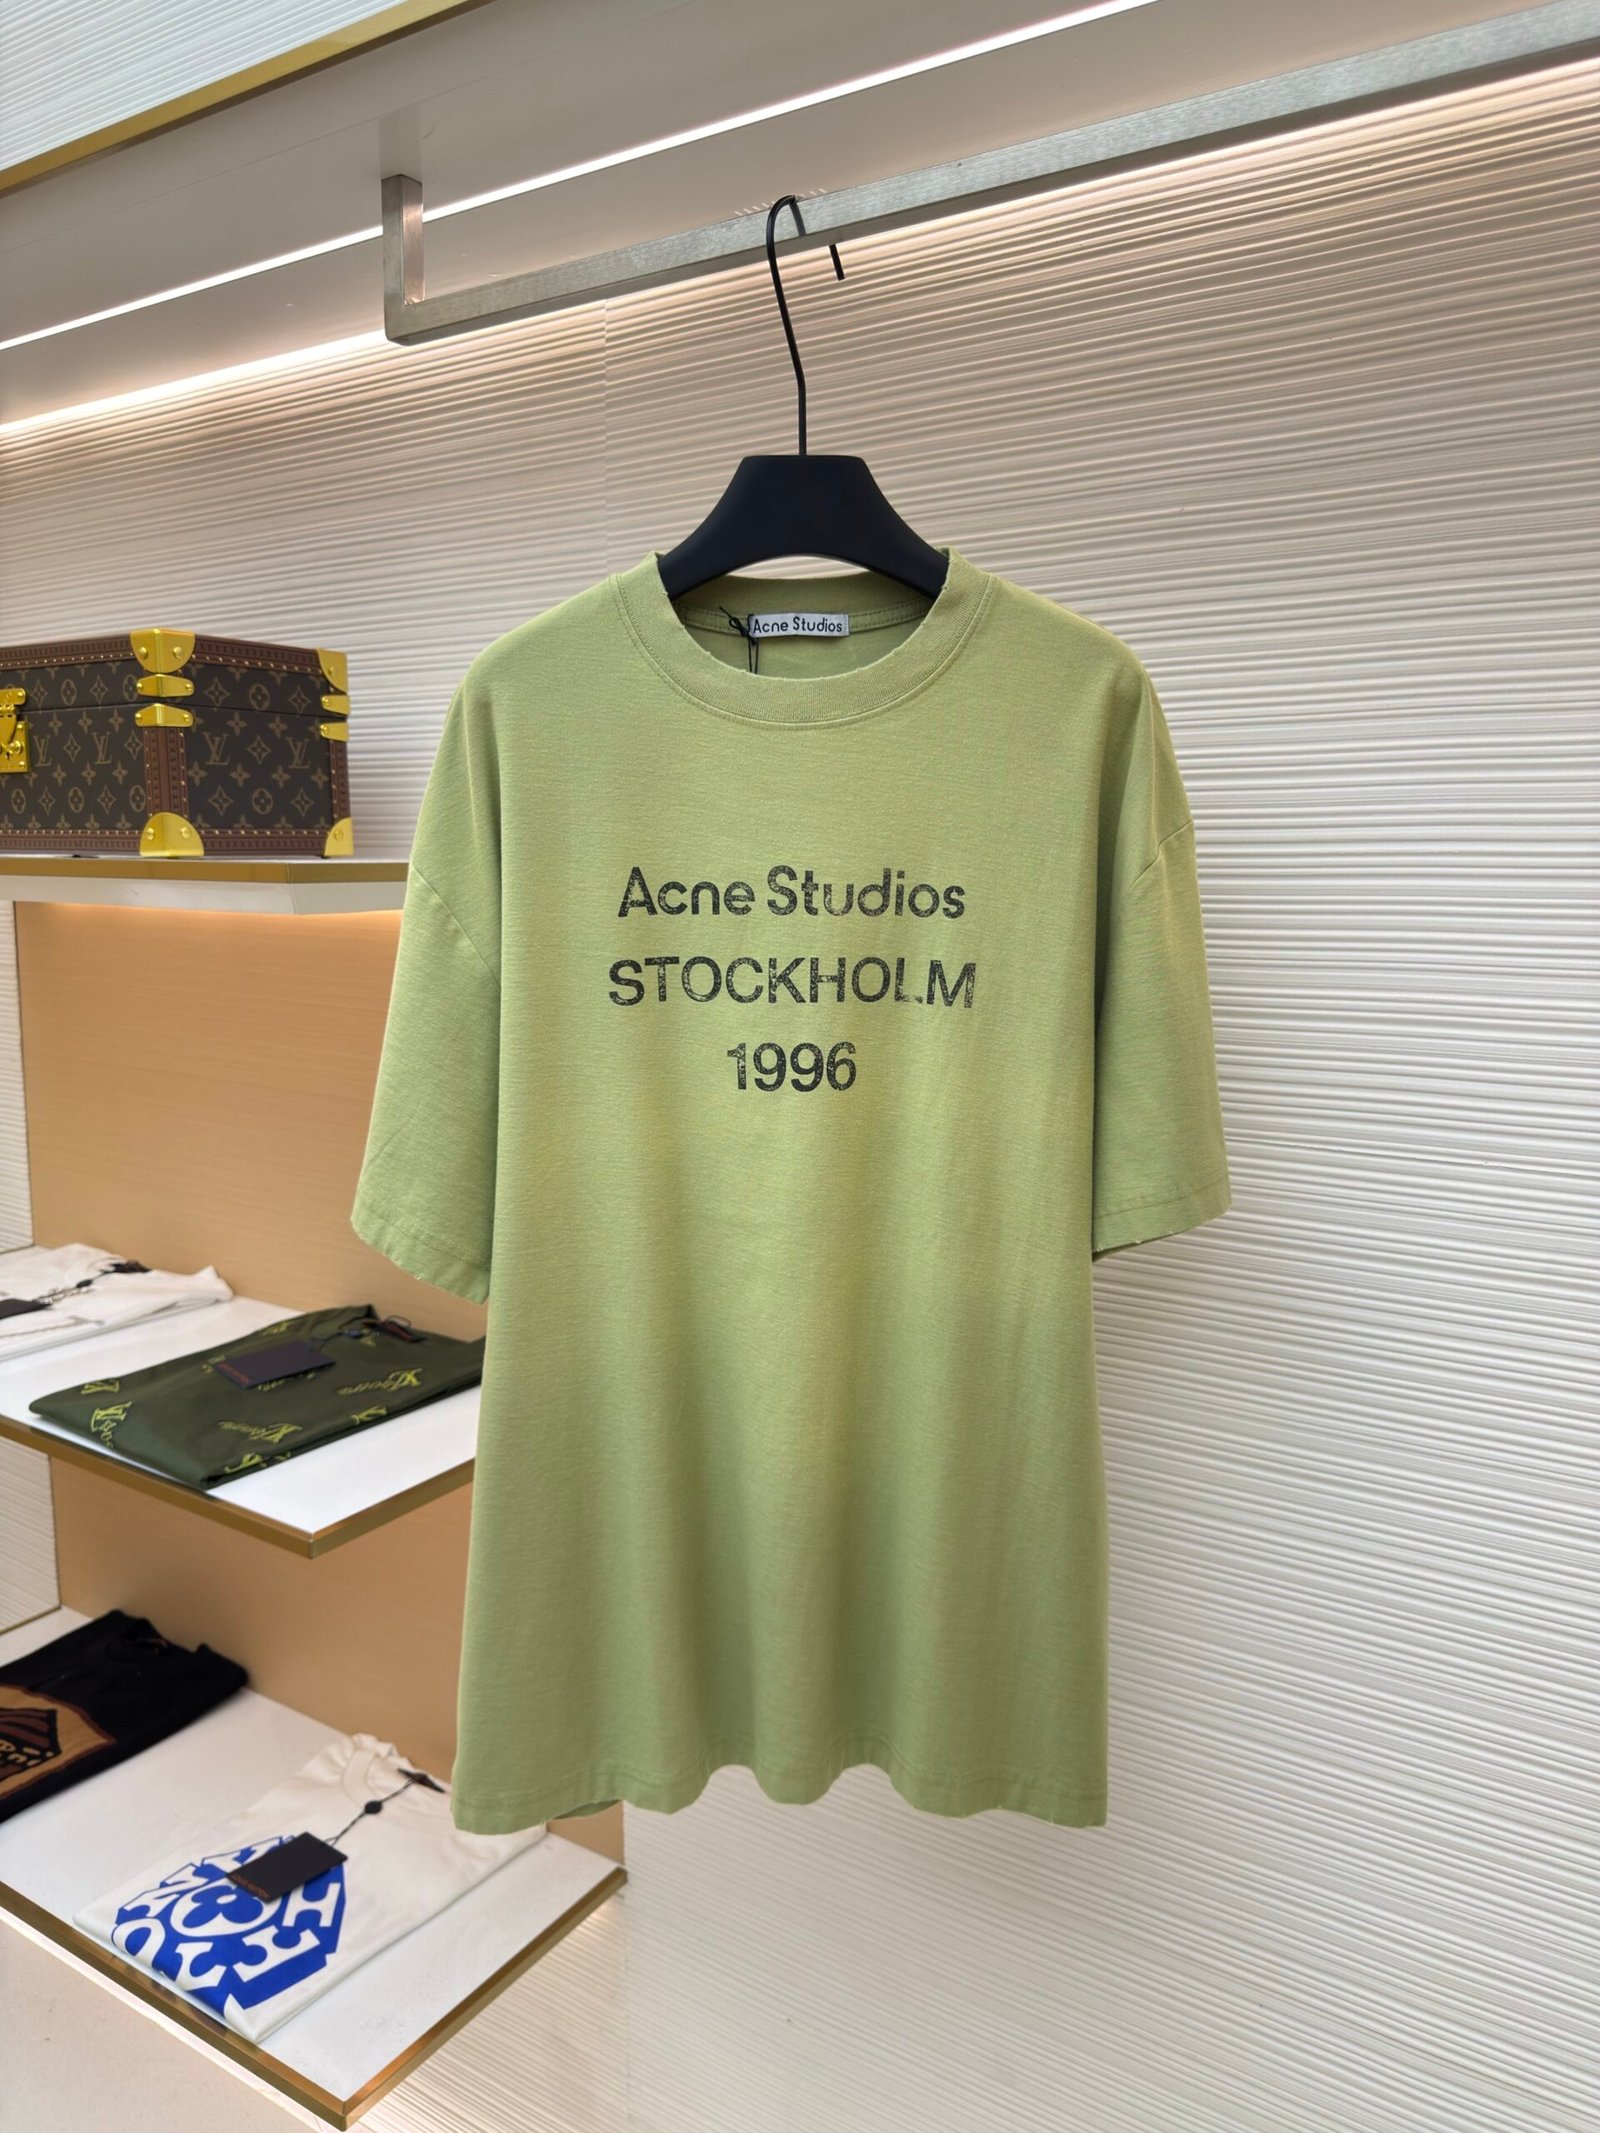 Acne Studios
Acne Studios
STOCKHOLM
1996